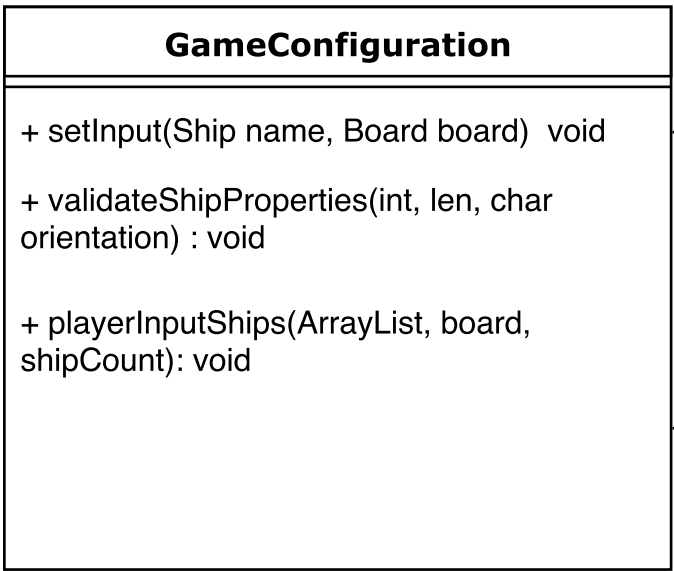 GameConfiguration
+ setInput(Ship name, Board board)  void
+ validateShipProperties(int, len, char
orientation) : void
+ playerInputShips(ArrayList, board,
shipCount): void